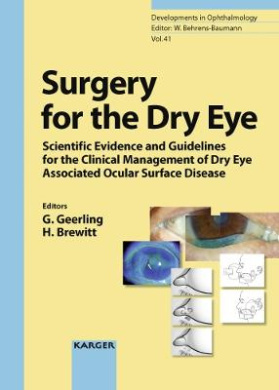 Developments in Ophthalmology
Editor: W. Behrens-Baumann
Vol. 41
Surgery
for the Dry Eye
Scientific Evidence and Guidelines
for the Clinical Management of Dry Eye
Associated Ocular Surface Disease
Editors
G. Geerling
H. Brewitt
KARGER